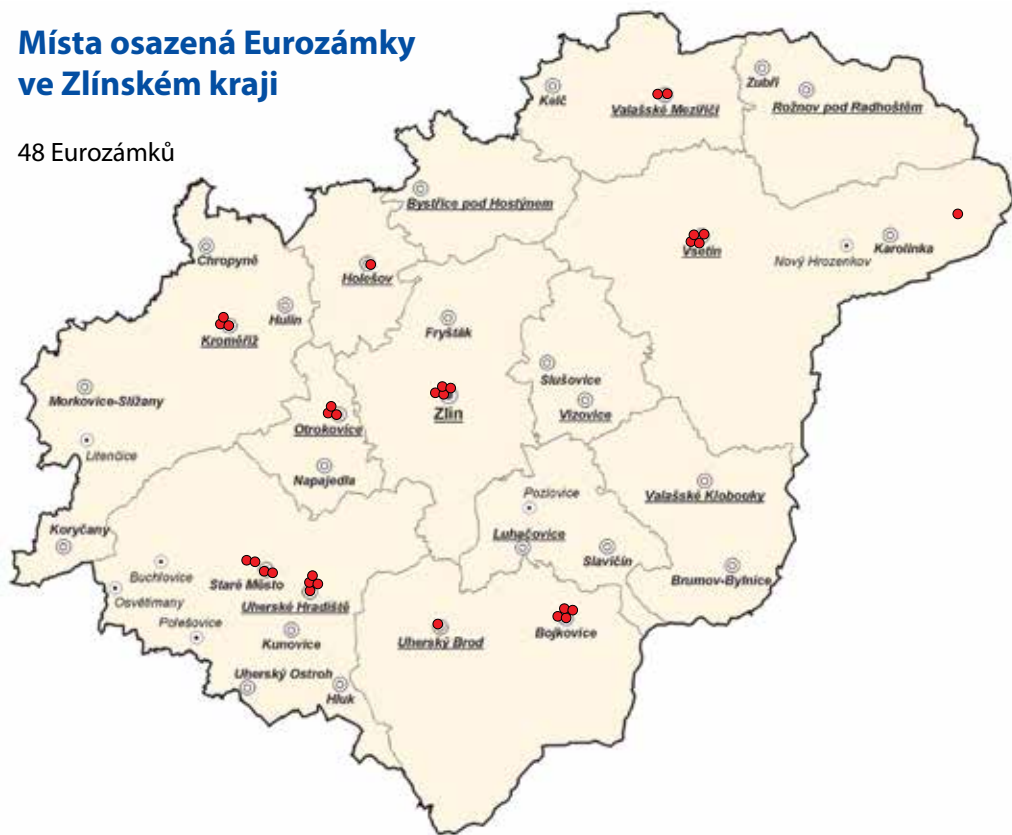 Místa osazená Eurozámky
ve Zlínském kraji
48 Eurozámků
Zubří
Kelč
Valašské Meziříčí
Rožnov pod Radhoštěm
Bystřice pod Hostýnem
Chropyně
Holešov
Vsetín
Karolinka
Nový Hrozenkov
Hulín
Fryšták
Kroměříž
Slušovice
Morkovice-Slížany
Vizovice
Zlín
Otrokovice
Litenčice
Napajedla
Valašské Klobouky
Pozlovice
Koryčany
Luhačovice
Slavičín
Buchlovice
Staré Město
Brumov-Bylnice
Osvětimany
Uherské Hradiště
Polešovice
Kunovice
Uherský Brod
Bojkovice
Uherský Ostroh
Hluk